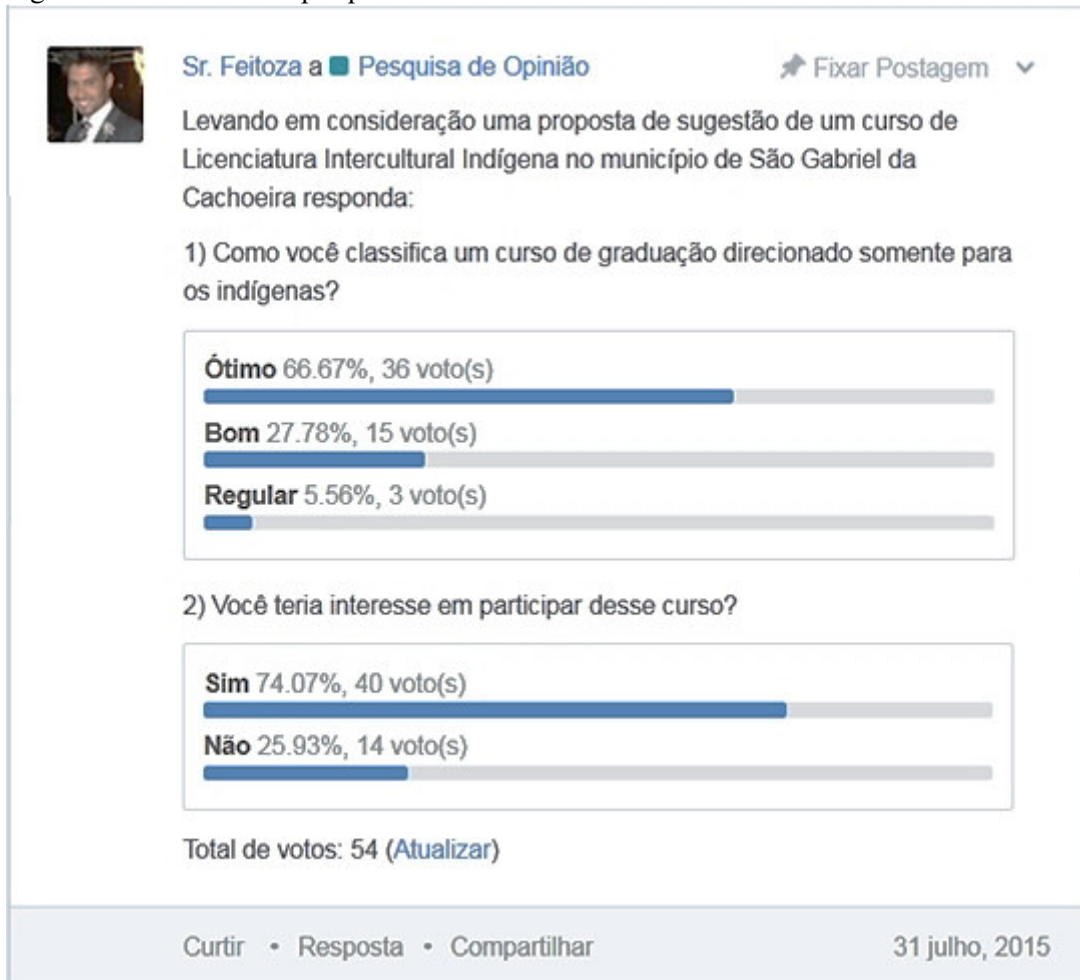 Sr. Feitoza a Pesquisa de Opinião Fixar Postagem
Levando em consideração uma proposta de sugestão de um curso de
Licenciatura Intercultural Indígena no município de São Gabriel da
Cachoeira responda:
1) Como você classifica um curso de graduação direcionado somente para
os indígenas?
Ótimo 66.67%, 36 voto(s)
Bom 27.78%, 15 voto(s)
Regular 5.56%, 3 voto(s)
2) Você teria interesse em participar desse curso?
Sim 74.07%, 40 voto(s)
Não 25.93%, 14 voto(s)
Total de votos: 54 (Atualizar)
Curtir • Resposta • Compartilhar 31 julho, 2015